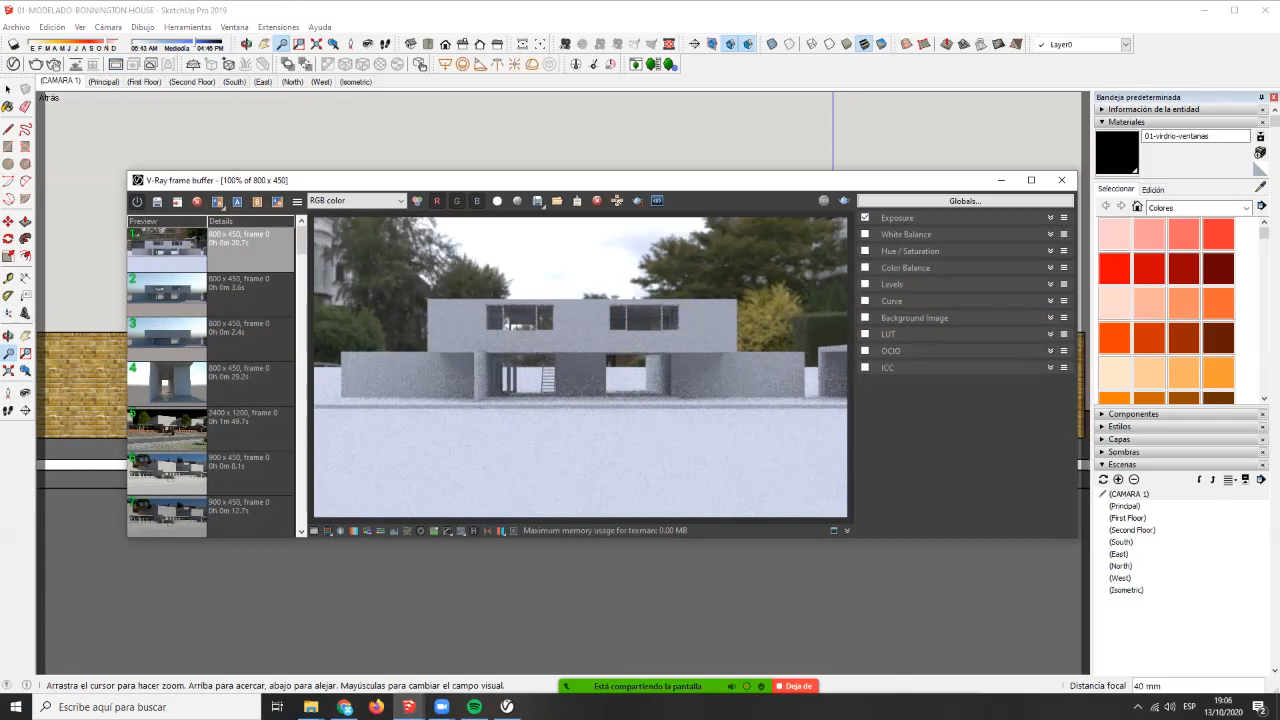 01-MODELADO-BONNINGTON HOUSE - SketchUp Pro 2019
Archivo Edición Ver Cámara Dibujo Herramientas Ventana Extensiones Ayuda
E F M A M J J A S O N D 06:43 AM Mediodía 04:46 PM
Layer0
(CAMARA 1) (Principal) (First Floor) (Second Floor) (South) (East) (North) (West) (Isometric)
Atrás
Bandeja predeterminada
Información de la entidad
Materiales
01-virdrio-ventanas
Seleccionar Edición
Colores
V-Ray frame buffer - [100% of 800 x 450]
RGB color
R G B
Globals...
Preview Details
1 800 x 450, frame 0
0h 0m 20.7s
2 800 x 450, frame 0
0h 0m 3.6s
3 800 x 450, frame 0
0h 0m 2.4s
4 800 x 450, frame 0
0h 0m 29.2s
5 2400 x 1200, frame 0
0h 1m 49.7s
6 900 x 450, frame 0
0h 0m 8.1s
7 900 x 450, frame 0
0h 0m 12.7s
Exposure
White Balance
Hue / Saturation
Color Balance
Levels
Curve
Background Image
LUT
OCIO
ICC
Maximum memory usage for texman: 0.00 MB
Componentes
Estilos
Capas
Sombras
Escenas
(CAMARA 1)
(Principal)
(First Floor)
(Second Floor)
(South)
(East)
(North)
(West)
(Isometric)
Arrastra el cursor para hacer zoom. Arriba para acercar, abajo para alejar. Mayúsculas para cambiar el campo visual.
Está compartiendo la pantalla
Deja de
Distancia focal 40 mm
Escribe aquí para buscar
ESP
19:06
13/10/2020
2